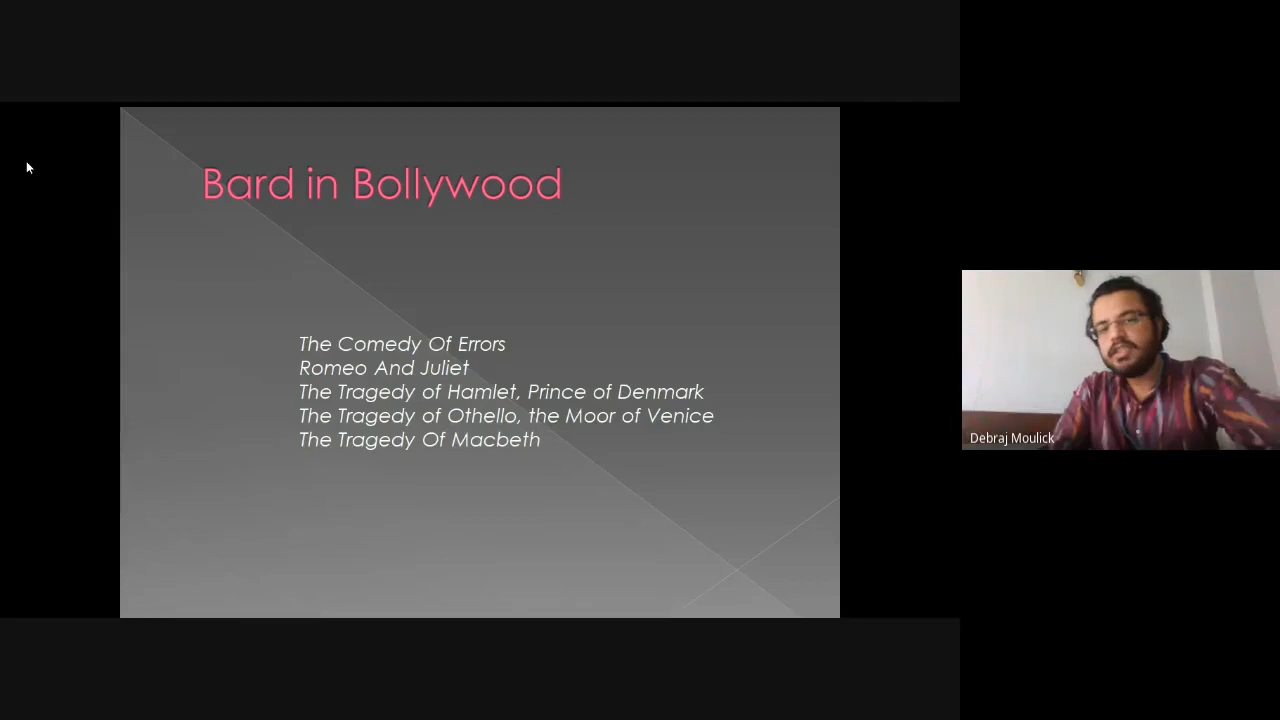 Bard in Bollywood
The Comedy Of Errors
Romeo And Juliet
The Tragedy of Hamlet, Prince of Denmark
The Tragedy of Othello, the Moor of Venice
The Tragedy Of Macbeth
Debraj Moulick